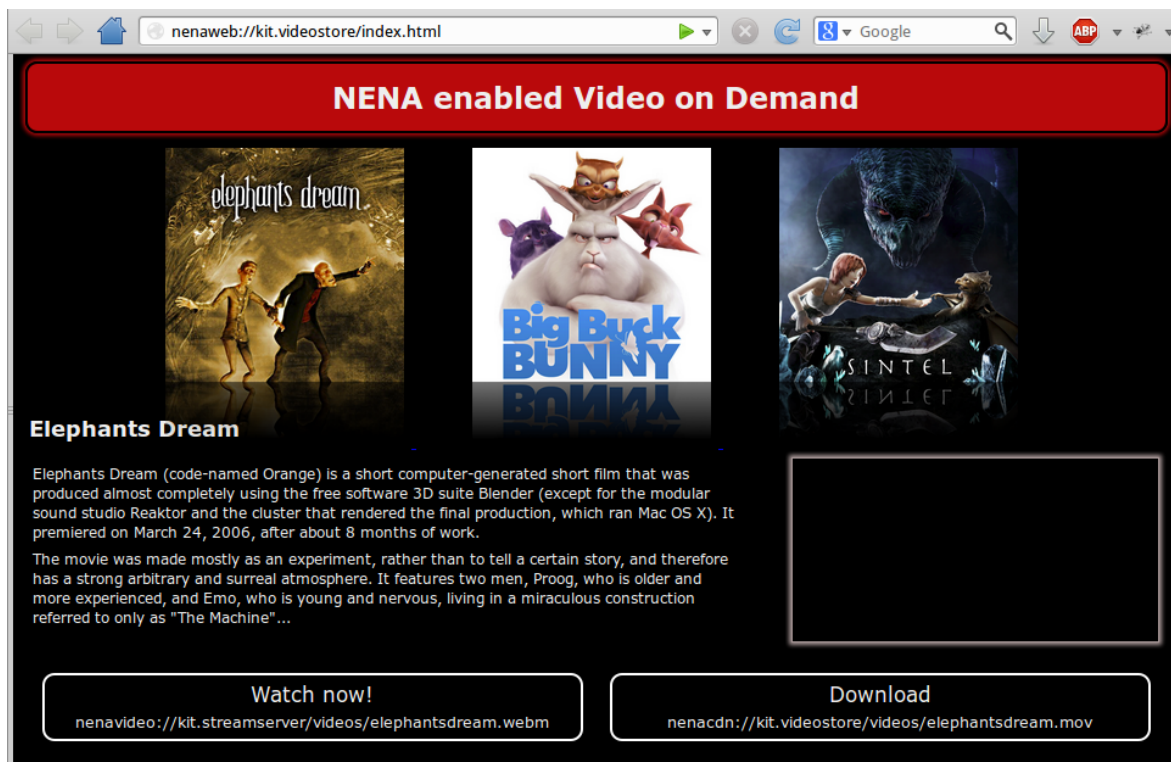 nenaweb://kit.videostore/index.html
8
Google
ABP
NENA enabled Video on Demand
elephants dream
Big Buck
BUNNY
SINTEL
BUNNY
SINTEL
Elephants Dream
Elephants Dream (code-named Orange) is a short computer-generated short film that was
produced almost completely using the free software 3D suite Blender (except for the modular
sound studio Reaktor and the cluster that rendered the final production, which ran Mac OS X). It
premiered on March 24, 2006, after about 8 months of work.
The movie was made mostly as an experiment, rather than to tell a certain story, and therefore
has a strong arbitrary and surreal atmosphere. It features two men, Proog, who is older and
more experienced, and Emo, who is young and nervous, living in a miraculous construction
referred to only as "The Machine"...
Watch now!
nenavideo://kit.streamserver/videos/elephantsdream.webm
Download
nenacdn://kit.videostore/videos/elephantsdream.mov